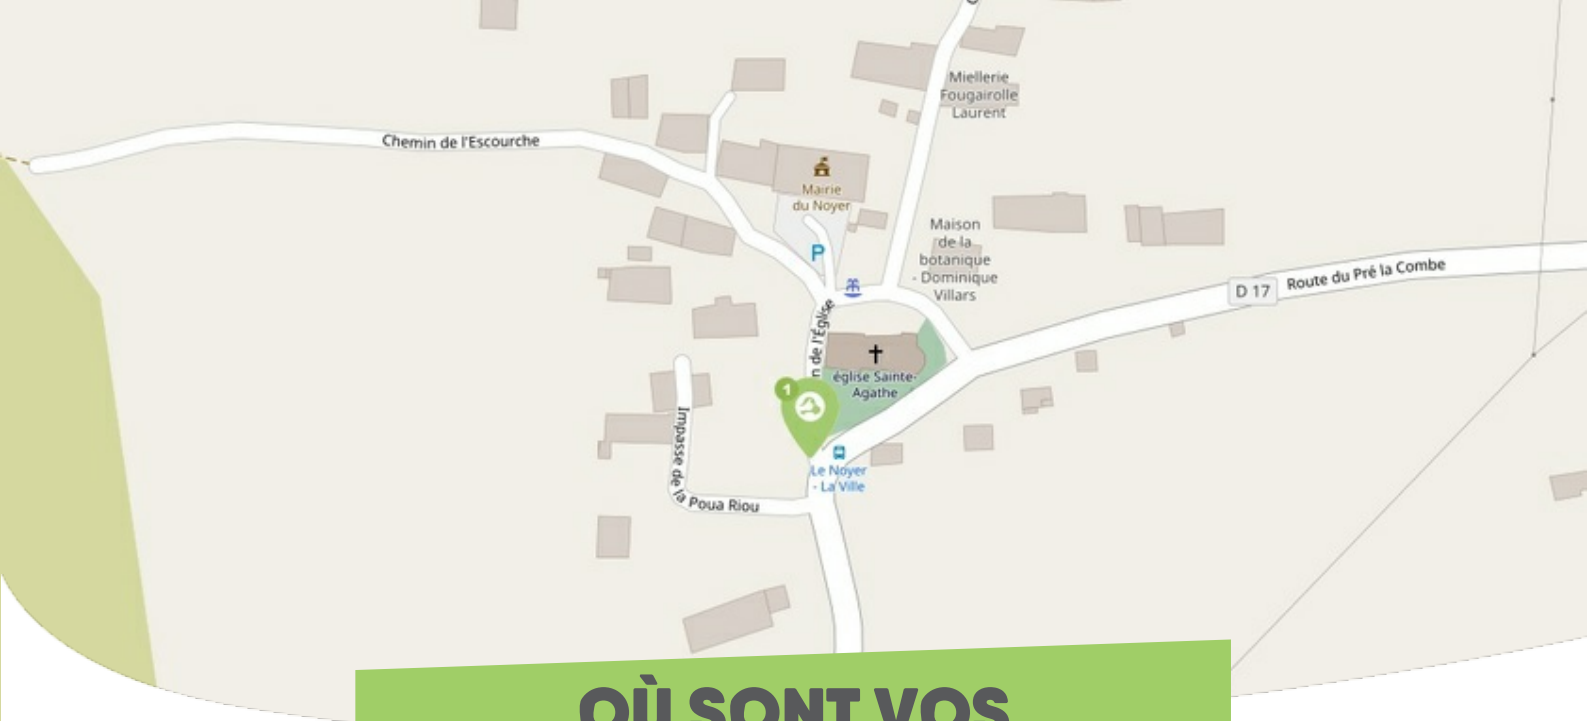 Miellerie
Fougairolle
Laurent
Chemin de l'Escourche
Mairie
du Noyer
P
Maison
de la
botanique
- Dominique
Villars
D 17
Route du Pré la Combe
n de l'Église
église Sainte-
Agathe
1
Impasse de la Poua Riou
Le Noyer
- La Ville
OÙ SONT VOS